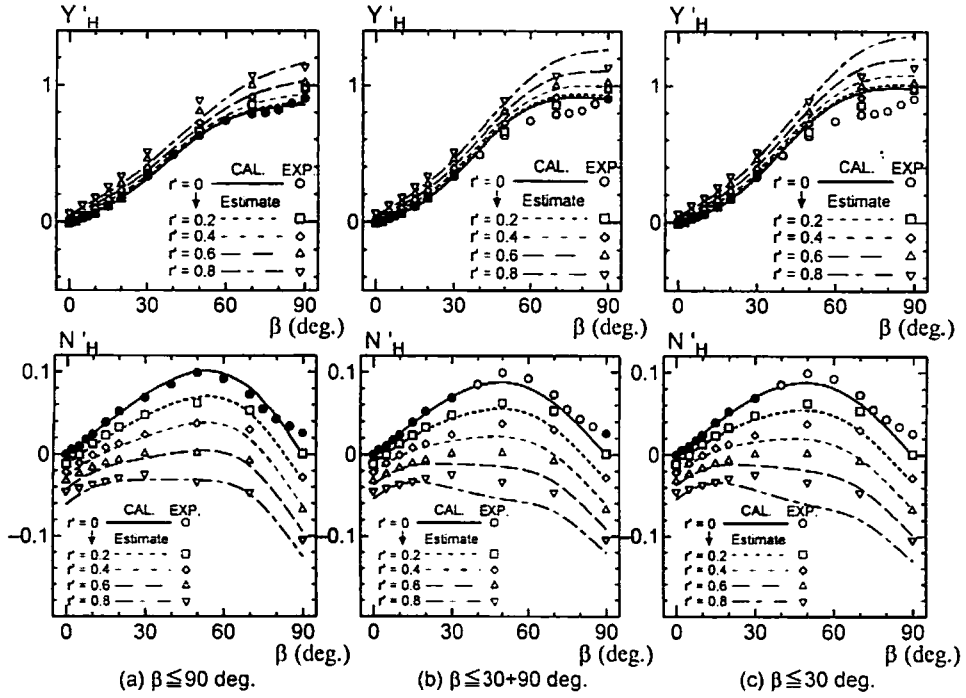 Y'H
1
0
CAL. EXP.
r' = 0
Estimate
r' = 0.2
r' = 0.4
r' = 0.6
r' = 0.8
0 30 60 90
β (deg.)
Y'H
CAL. EXP.
r' = 0
Estimate
r' = 0.2
r' = 0.4
r' = 0.6
r' = 0.8
0 30 60 90
β (deg.)
Y'H
CAL. EXP.
r' = 0
Estimate
r' = 0.2
r' = 0.4
r' = 0.6
r' = 0.8
0 30 60 90
β (deg.)
N'H
0.1
0
-0.1
CAL. EXP.
r' = 0
Estimate
r' = 0.2
r' = 0.4
r' = 0.6
r' = 0.8
0 30 60 90
β (deg.)
(a) β≦90 deg.
N'H
0.1
0
-0.1
CAL. EXP.
r' = 0
Estimate
r' = 0.2
r' = 0.4
r' = 0.6
r' = 0.8
0 30 60 90
β (deg.)
(b) β≦30+90 deg.
N'H
0.1
0
-0.1
CAL. EXP.
r' = 0
Estimate
r' = 0.2
r' = 0.4
r' = 0.6
r' = 0.8
0 30 60 90
β (deg.)
(c) β≦30 deg.